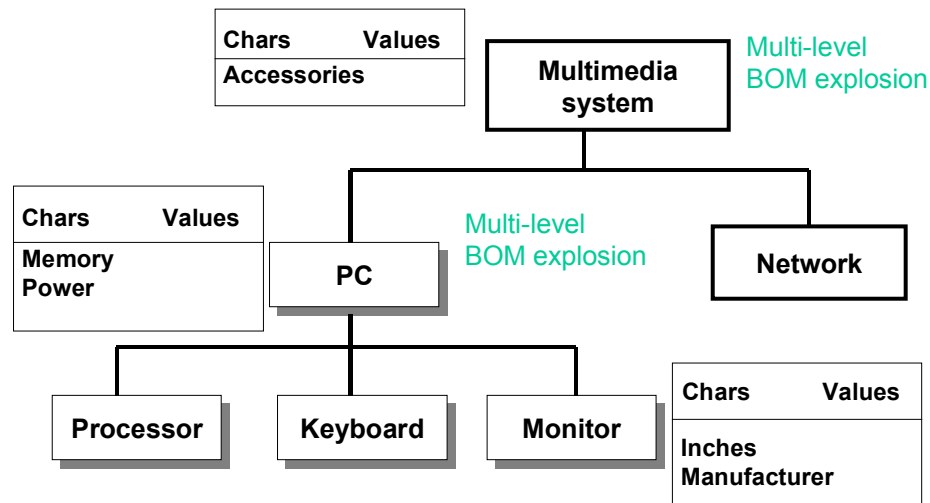 Chars Values
Accessories
Multimedia
system
Multi-level
BOM explosion
Chars Values
Memory
Power
PC
Multi-level
BOM explosion
Network
Processor
Keyboard
Monitor
Chars Values
Inches
Manufacturer